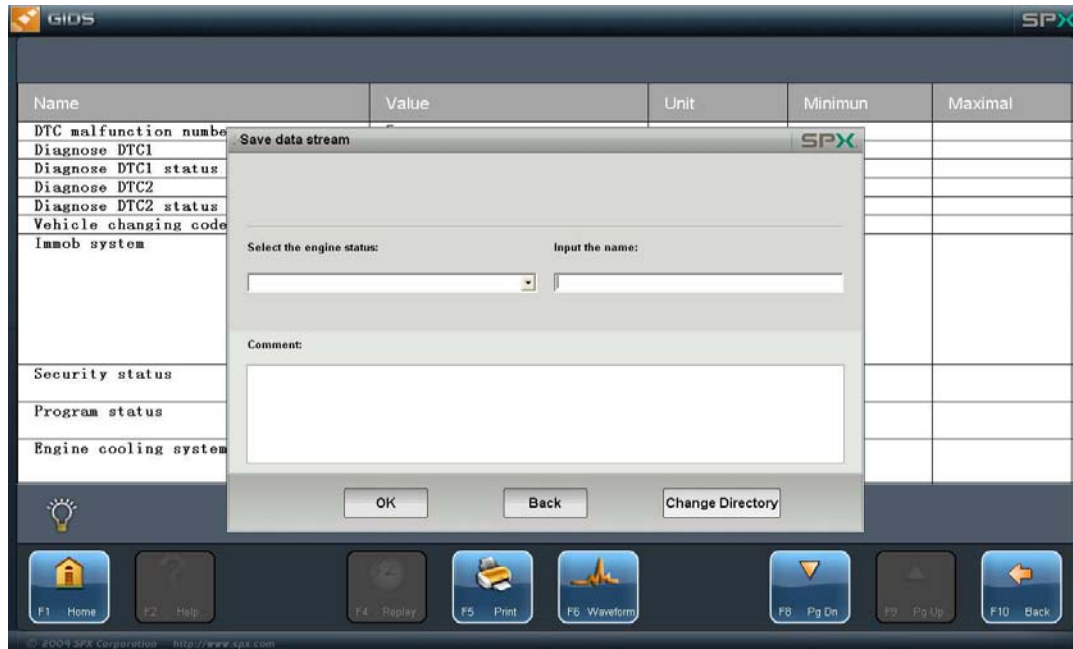 GIDS SPX
Name Value Unit Minimun Maximal
DTC malfunction numbe
Save data stream SPX
Diagnose DTC1
Diagnose DTC1 status
Diagnose DTC2
Diagnose DTC2 status
Vehicle changing code
Immob system
Select the engine status: Input the name:
Comment:
Security status
Program status
Engine cooling system
OK Back Change Directory
F1 Home F2 Help F4 Replay F5 Print F6 Waveform F8 Pg Dn F9 Pg Up F10 Back
© 2009 SPX Corporation http://www.spx.com